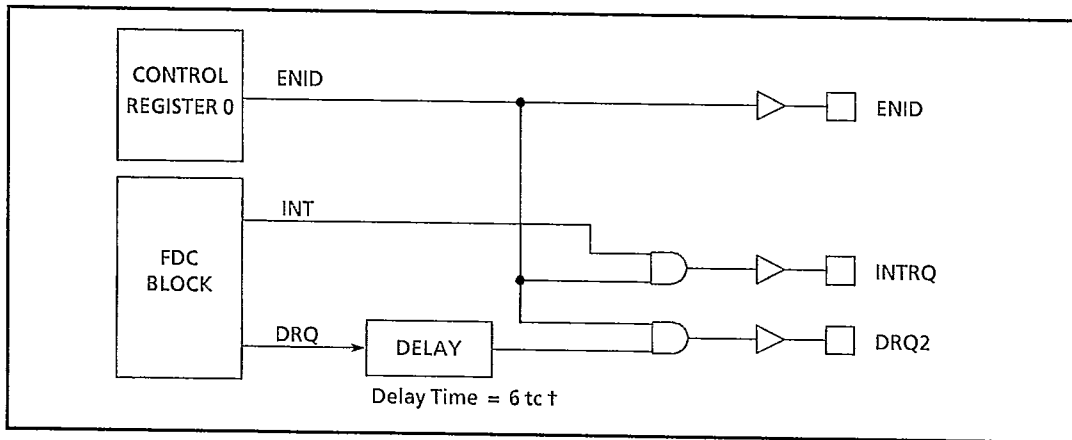 CONTROL
REGISTER 0
ENID
ENID
FDC
BLOCK
INT
INTRQ
DRQ
DELAY
DRQ2
Delay Time = 6 tc †